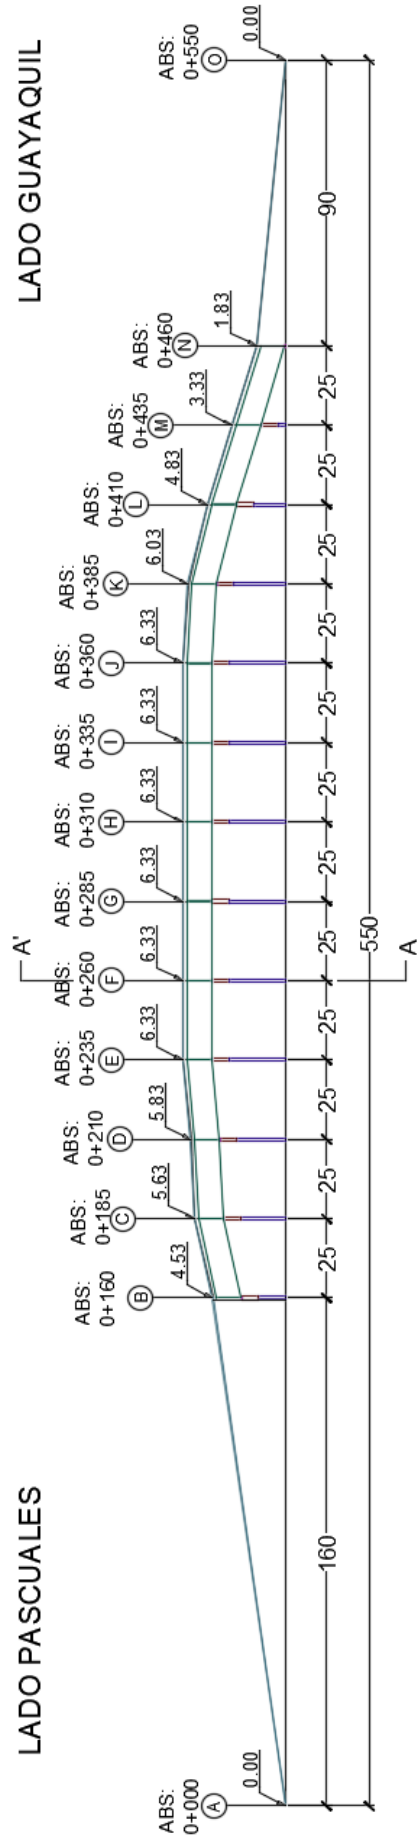 LADO PASCUALES
LADO GUAYAQUIL
ABS:
0+000
A
0.00
ABS:
0+160
B
4.53
ABS:
0+185
C
5.63
ABS:
0+210
D
5.83
ABS:
0+235
E
6.33
A'
ABS:
0+260
F
6.33
ABS:
0+285
G
6.33
ABS:
0+310
H
6.33
ABS:
0+335
I
6.33
ABS:
0+360
J
6.33
ABS:
0+385
K
6.03
ABS:
0+410
L
4.83
ABS:
0+435
M
3.33
ABS:
0+460
N
1.83
ABS:
0+550
O
0.00
160
25
25
25
25
25
25
25
25
25
25
25
25
90
550
A